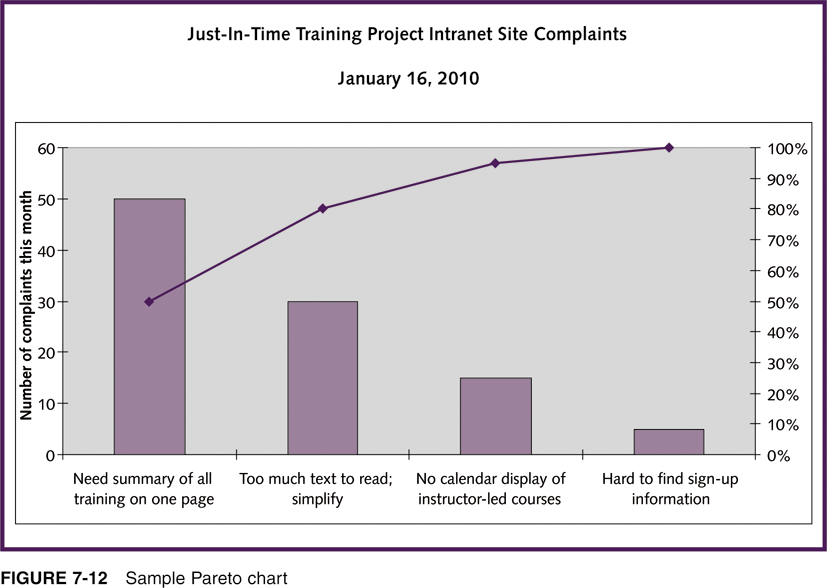 Just-In-Time Training Project Intranet Site Complaints
January 16, 2010
Number of complaints this month
60
50
40
30
20
10
0
100%
90%
80%
70%
60%
50%
40%
30%
20%
10%
0%
Need summary of all
training on one page
Too much text to read;
simplify
No calendar display of
instructor-led courses
Hard to find sign-up
information
FIGURE 7-12 Sample Pareto chart